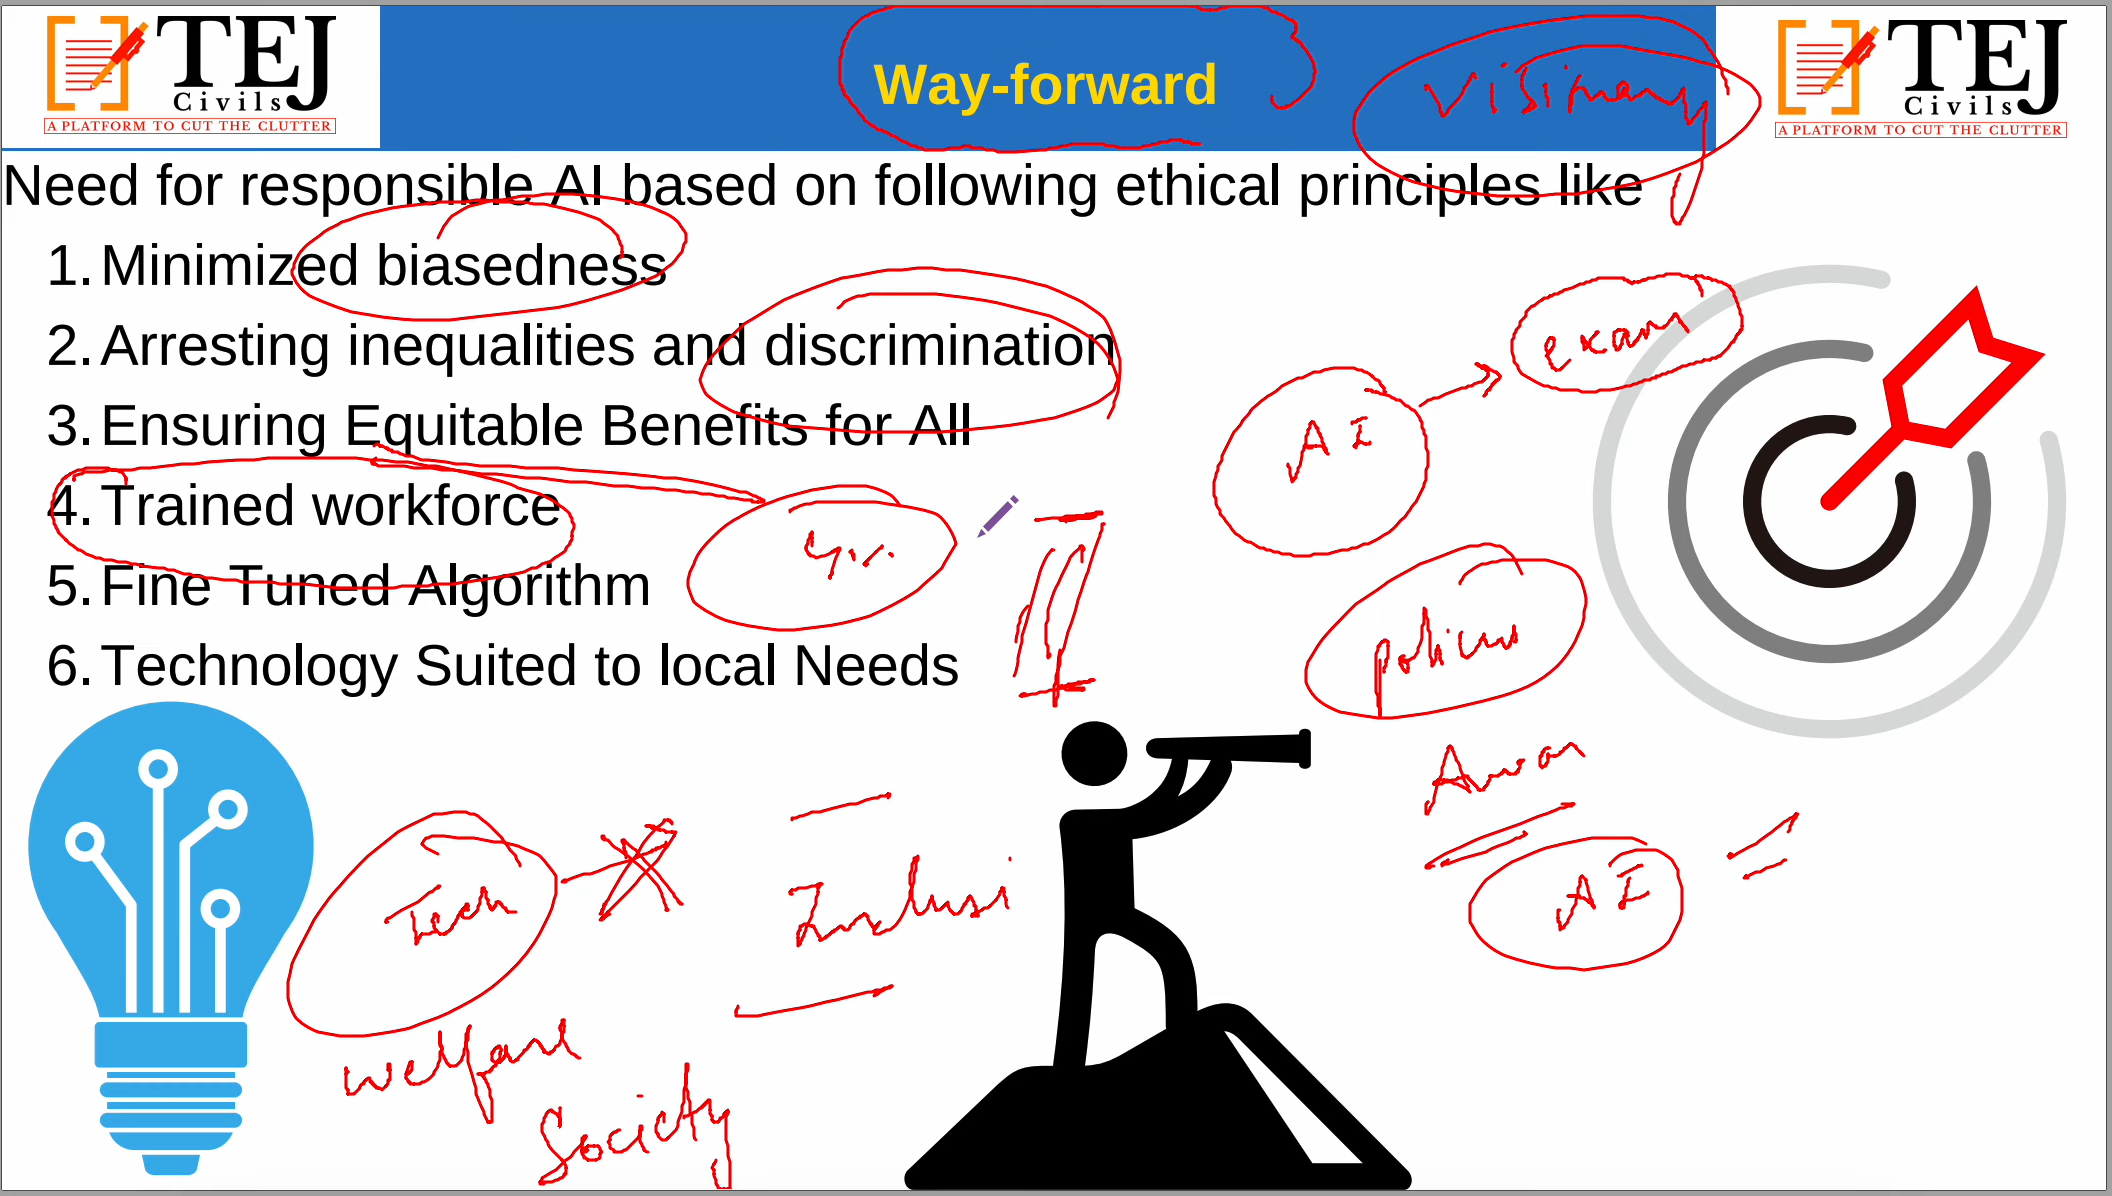 TEJ
Civils
A PLATFORM TO CUT THE CLUTTER
Way-forward
Visionary
TEJ
Civils
A PLATFORM TO CUT THE CLUTTER
Need for responsible AI based on following ethical principles like
1. Minimized biasedness
2. Arresting inequalities and discrimination
3. Ensuring Equitable Benefits for All
4. Trained workforce
5. Fine Tuned Algorithm
6. Technology Suited to local Needs
exam
AI
4%
policies
AI
Tech
Inclusi
welfare
Society